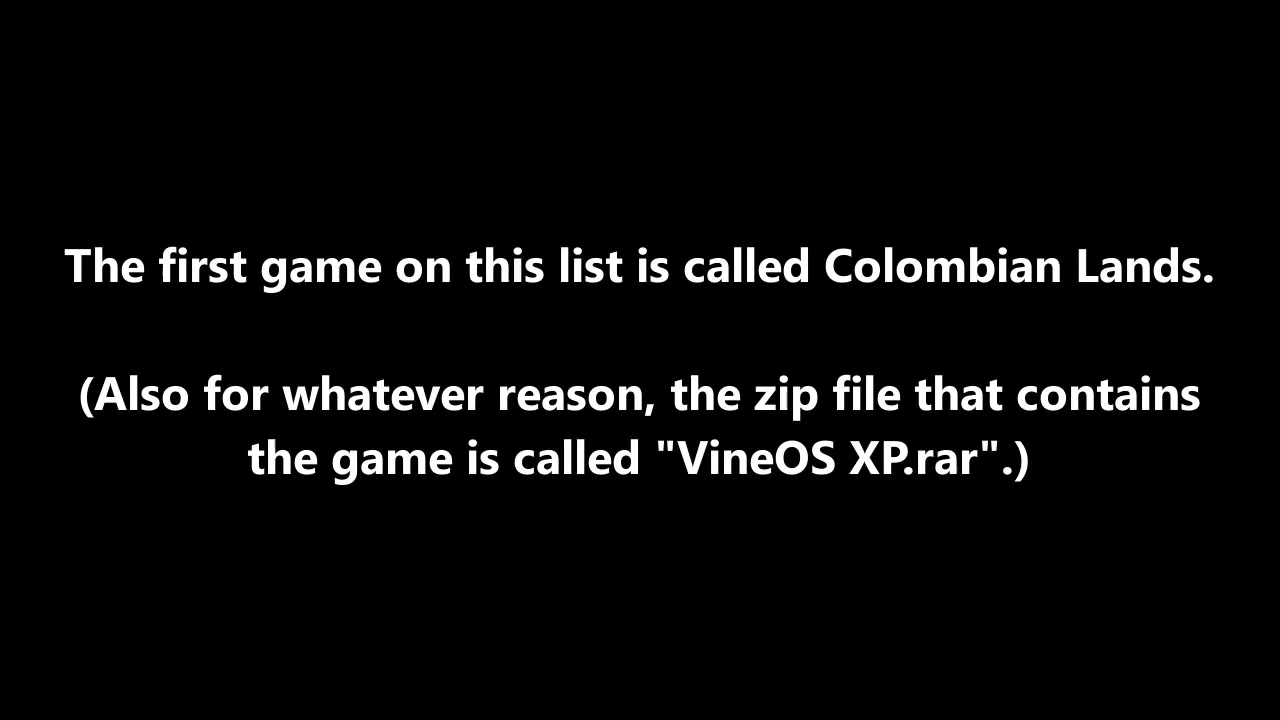 The first game on this list is called Colombian Lands.
(Also for whatever reason, the zip file that contains
the game is called "VineOS XP.rar".)